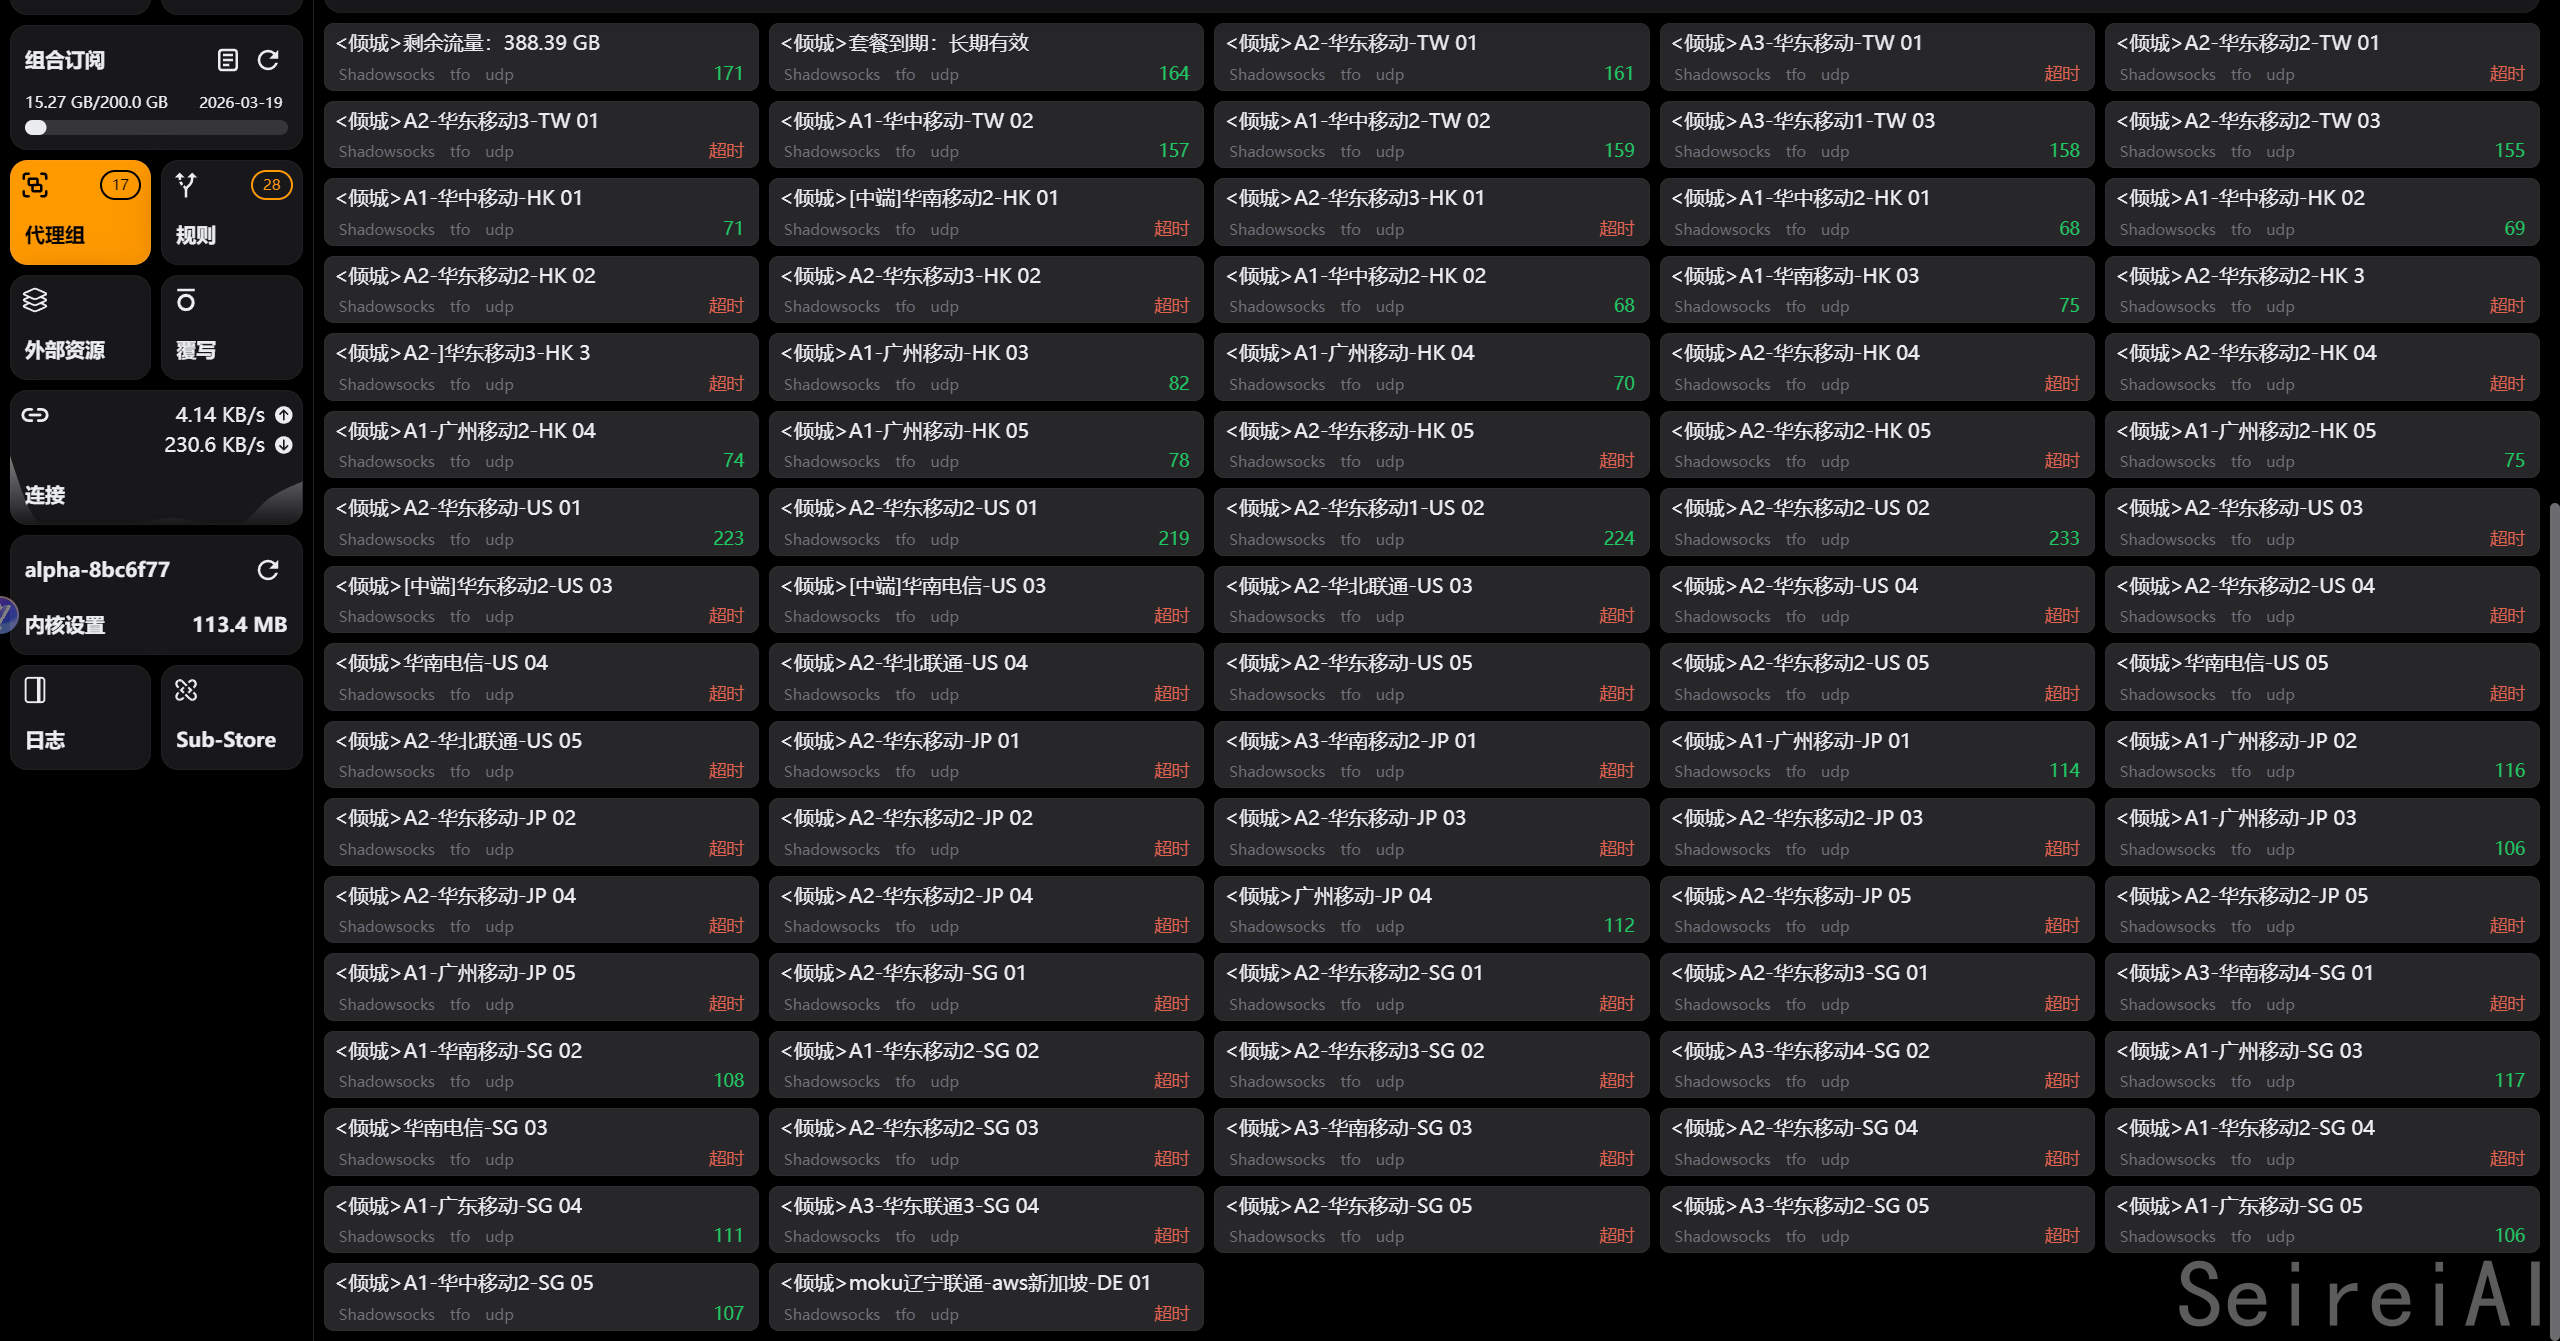 组合订阅
15.27 GB/200.0 GB 2026-03-19
17
代理组
28
规则
外部资源
覆写
4.14 KB/s
230.6 KB/s
连接
alpha-8bc6f77
内核设置 113.4 MB
日志
Sub-Store
<倾城>剩余流量：388.39 GB
Shadowsocks tfo udp 171
<倾城>套餐到期：长期有效
Shadowsocks tfo udp 164
<倾城>A2-华东移动-TW 01
Shadowsocks tfo udp 161
<倾城>A3-华东移动-TW 01
Shadowsocks tfo udp 超时
<倾城>A2-华东移动2-TW 01
Shadowsocks tfo udp 超时
<倾城>A2-华东移动3-TW 01
Shadowsocks tfo udp 超时
<倾城>A1-华中移动-TW 02
Shadowsocks tfo udp 157
<倾城>A1-华中移动2-TW 02
Shadowsocks tfo udp 159
<倾城>A3-华东移动1-TW 03
Shadowsocks tfo udp 158
<倾城>A2-华东移动2-TW 03
Shadowsocks tfo udp 155
<倾城>A1-华中移动-HK 01
Shadowsocks tfo udp 71
<倾城>[中端]华南移动2-HK 01
Shadowsocks tfo udp 超时
<倾城>A2-华东移动3-HK 01
Shadowsocks tfo udp 超时
<倾城>A1-华中移动2-HK 01
Shadowsocks tfo udp 68
<倾城>A1-华中移动-HK 02
Shadowsocks tfo udp 69
<倾城>A2-华东移动2-HK 02
Shadowsocks tfo udp 超时
<倾城>A2-华东移动3-HK 02
Shadowsocks tfo udp 超时
<倾城>A1-华中移动2-HK 02
Shadowsocks tfo udp 68
<倾城>A1-华南移动-HK 03
Shadowsocks tfo udp 75
<倾城>A2-华东移动2-HK 3
Shadowsocks tfo udp 超时
<倾城>A2-]华东移动3-HK 3
Shadowsocks tfo udp 超时
<倾城>A1-广州移动-HK 03
Shadowsocks tfo udp 82
<倾城>A1-广州移动-HK 04
Shadowsocks tfo udp 70
<倾城>A2-华东移动-HK 04
Shadowsocks tfo udp 超时
<倾城>A2-华东移动2-HK 04
Shadowsocks tfo udp 超时
<倾城>A1-广州移动2-HK 04
Shadowsocks tfo udp 74
<倾城>A1-广州移动-HK 05
Shadowsocks tfo udp 78
<倾城>A2-华东移动-HK 05
Shadowsocks tfo udp 超时
<倾城>A2-华东移动2-HK 05
Shadowsocks tfo udp 超时
<倾城>A1-广州移动2-HK 05
Shadowsocks tfo udp 75
<倾城>A2-华东移动-US 01
Shadowsocks tfo udp 223
<倾城>A2-华东移动2-US 01
Shadowsocks tfo udp 219
<倾城>A2-华东移动1-US 02
Shadowsocks tfo udp 224
<倾城>A2-华东移动2-US 02
Shadowsocks tfo udp 233
<倾城>A2-华东移动-US 03
Shadowsocks tfo udp 超时
<倾城>[中端]华东移动2-US 03
Shadowsocks tfo udp 超时
<倾城>[中端]华南电信-US 03
Shadowsocks tfo udp 超时
<倾城>A2-华北联通-US 03
Shadowsocks tfo udp 超时
<倾城>A2-华东移动-US 04
Shadowsocks tfo udp 超时
<倾城>A2-华东移动2-US 04
Shadowsocks tfo udp 超时
<倾城>华南电信-US 04
Shadowsocks tfo udp 超时
<倾城>A2-华北联通-US 04
Shadowsocks tfo udp 超时
<倾城>A2-华东移动-US 05
Shadowsocks tfo udp 超时
<倾城>A2-华东移动2-US 05
Shadowsocks tfo udp 超时
<倾城>华南电信-US 05
Shadowsocks tfo udp 超时
<倾城>A2-华北联通-US 05
Shadowsocks tfo udp 超时
<倾城>A2-华东移动-JP 01
Shadowsocks tfo udp 超时
<倾城>A3-华南移动2-JP 01
Shadowsocks tfo udp 超时
<倾城>A1-广州移动-JP 01
Shadowsocks tfo udp 114
<倾城>A1-广州移动-JP 02
Shadowsocks tfo udp 116
<倾城>A2-华东移动-JP 02
Shadowsocks tfo udp 超时
<倾城>A2-华东移动2-JP 02
Shadowsocks tfo udp 超时
<倾城>A2-华东移动-JP 03
Shadowsocks tfo udp 超时
<倾城>A2-华东移动2-JP 03
Shadowsocks tfo udp 超时
<倾城>A1-广州移动-JP 03
Shadowsocks tfo udp 106
<倾城>A2-华东移动-JP 04
Shadowsocks tfo udp 超时
<倾城>A2-华东移动2-JP 04
Shadowsocks tfo udp 超时
<倾城>广州移动-JP 04
Shadowsocks tfo udp 112
<倾城>A2-华东移动-JP 05
Shadowsocks tfo udp 超时
<倾城>A2-华东移动2-JP 05
Shadowsocks tfo udp 超时
<倾城>A1-广州移动-JP 05
Shadowsocks tfo udp 超时
<倾城>A2-华东移动-SG 01
Shadowsocks tfo udp 超时
<倾城>A2-华东移动2-SG 01
Shadowsocks tfo udp 超时
<倾城>A2-华东移动3-SG 01
Shadowsocks tfo udp 超时
<倾城>A3-华南移动4-SG 01
Shadowsocks tfo udp 超时
<倾城>A1-华南移动-SG 02
Shadowsocks tfo udp 108
<倾城>A1-华东移动2-SG 02
Shadowsocks tfo udp 超时
<倾城>A2-华东移动3-SG 02
Shadowsocks tfo udp 超时
<倾城>A3-华东移动4-SG 02
Shadowsocks tfo udp 超时
<倾城>A1-广州移动-SG 03
Shadowsocks tfo udp 117
<倾城>华南电信-SG 03
Shadowsocks tfo udp 超时
<倾城>A2-华东移动2-SG 03
Shadowsocks tfo udp 超时
<倾城>A3-华南移动-SG 03
Shadowsocks tfo udp 超时
<倾城>A2-华东移动-SG 04
Shadowsocks tfo udp 超时
<倾城>A1-华东移动2-SG 04
Shadowsocks tfo udp 超时
<倾城>A1-广东移动-SG 04
Shadowsocks tfo udp 111
<倾城>A3-华东联通3-SG 04
Shadowsocks tfo udp 超时
<倾城>A2-华东移动-SG 05
Shadowsocks tfo udp 超时
<倾城>A3-华东移动2-SG 05
Shadowsocks tfo udp 超时
<倾城>A1-广东移动-SG 05
Shadowsocks tfo udp 106
<倾城>A1-华中移动2-SG 05
Shadowsocks tfo udp 107
<倾城>moku辽宁联通-aws新加坡-DE 01
Shadowsocks tfo udp 超时
SeireiAI